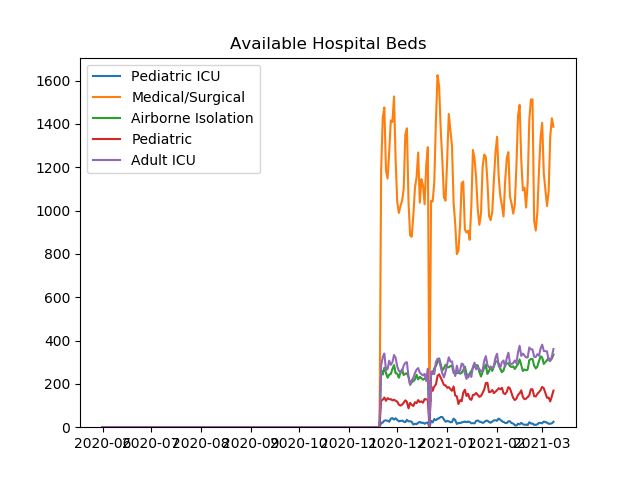 Available Hospital Beds
Pediatric ICU
Medical/Surgical
Airborne Isolation
Pediatric
Adult ICU
1600
1400
1200
1000
800
600
400
200
0
2020-06 2020-07 2020-08 2020-09 2020-10 2020-11 2020-12 2021-01 2021-02 2021-03